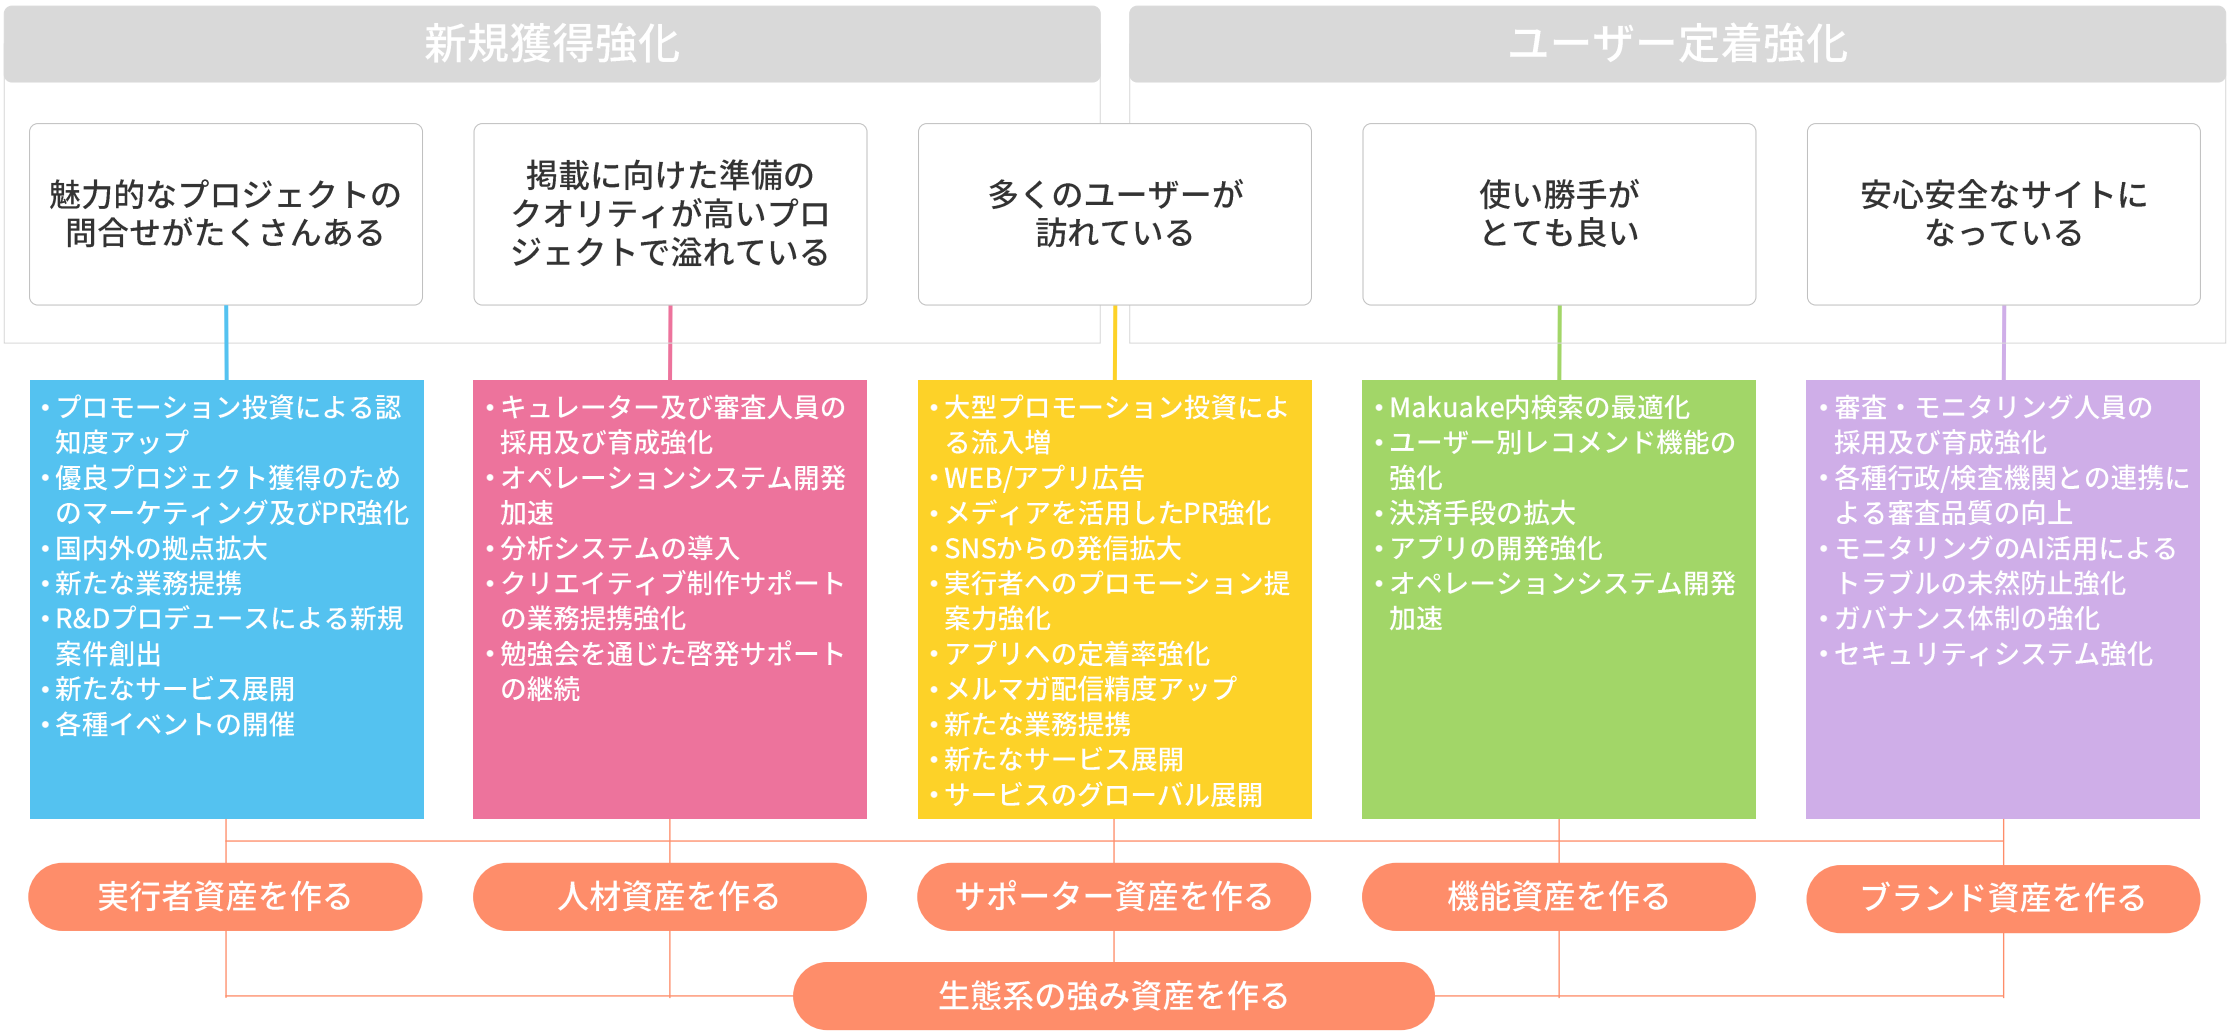 新規獲得強化
ユーザー定着強化
魅力的なプロジェクトの
問合せがたくさんある
掲載に向けた準備の
クオリティが高いプロ
ジェクトで溢れている
多くのユーザーが
訪れている
使い勝手が
とても良い
安心安全なサイトに
なっている
• プロモーション投資による認
知度アップ
• 優良プロジェクト獲得のため
のマーケティング及びPR強化
• 国内外の拠点拡大
• 新たな業務提携
• R&Dプロデュースによる新規
案件創出
• 新たなサービス展開
• 各種イベントの開催
• キュレーター及び審査人員の
採用及び育成強化
• オペレーションシステム開発
加速
• 分析システムの導入
• クリエイティブ制作サポート
の業務提携強化
• 勉強会を通じた啓発サポート
の継続
• 大型プロモーション投資によ
る流入増
• WEB/アプリ広告
• メディアを活用したPR強化
• SNSからの発信拡大
• 実行者へのプロモーション提
案力強化
• アプリへの定着率強化
• メルマガ配信精度アップ
• 新たな業務提携
• 新たなサービス展開
• サービスのグローバル展開
• Makuake内検索の最適化
• ユーザー別レコメンド機能の
強化
• 決済手段の拡大
• アプリの開発強化
• オペレーションシステム開発
加速
• 審査・モニタリング人員の
採用及び育成強化
• 各種行政/検査機関との連携に
よる審査品質の向上
• モニタリングのAI活用による
トラブルの未然防止強化
• ガバナンス体制の強化
• セキュリティシステム強化
実行者資産を作る
人材資産を作る
サポーター資産を作る
機能資産を作る
ブランド資産を作る
生態系の強み資産を作る